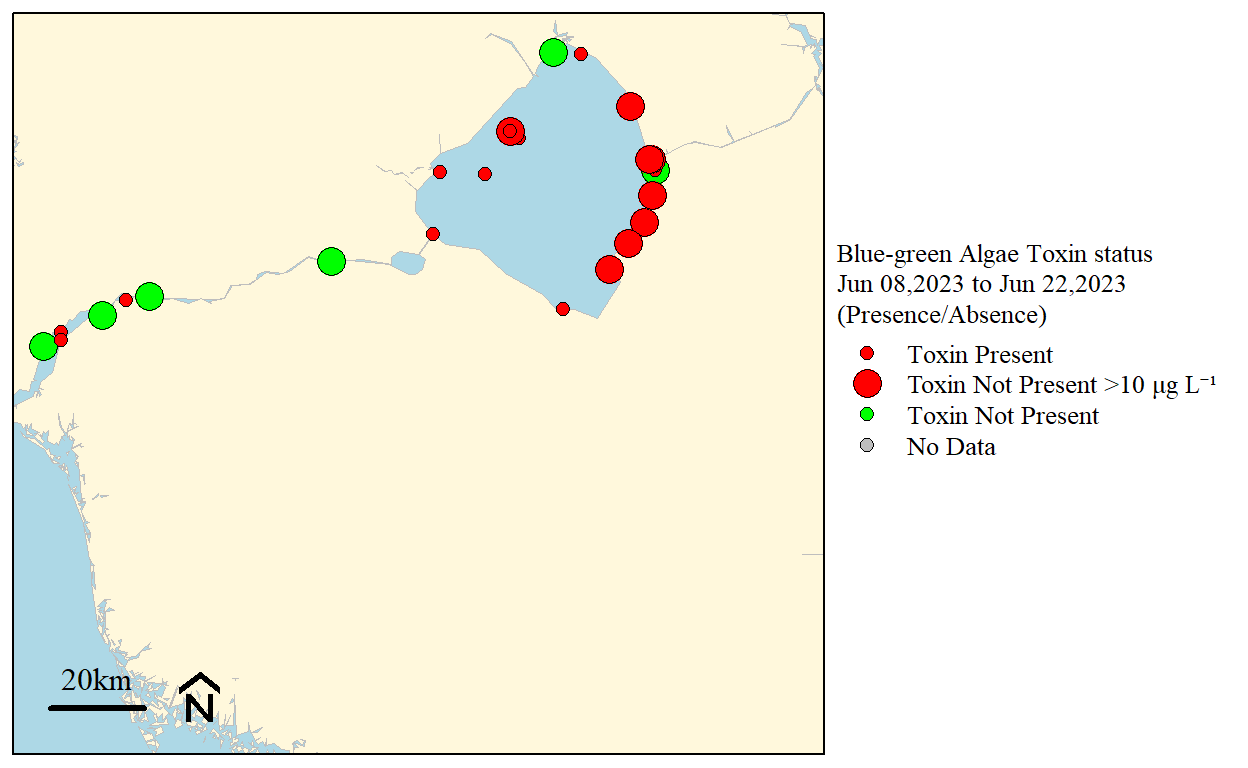 Blue-green Algae Toxin status
Jun 08,2023 to Jun 22,2023
(Presence/Absence)
Toxin Present
Toxin Not Present >10 µg L⁻¹
Toxin Not Present
No Data
20km
N